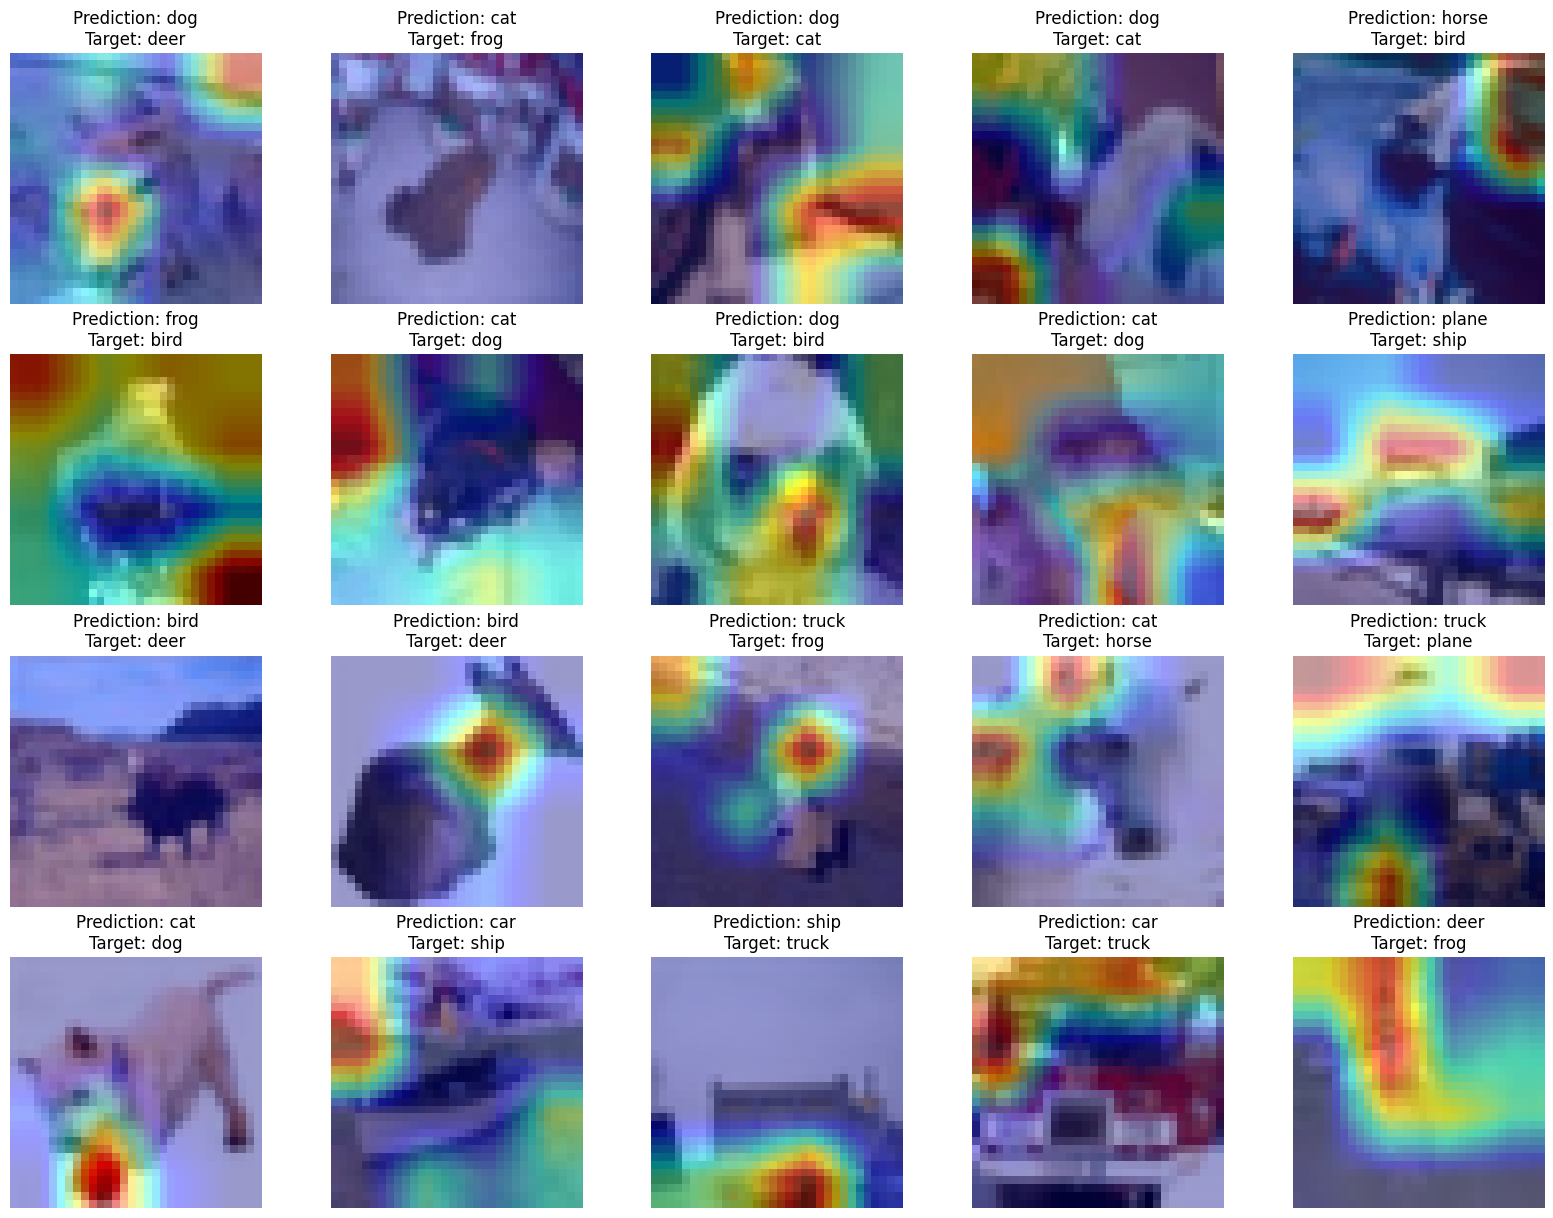 Prediction: dog
Target: deer
Prediction: cat
Target: frog
Prediction: dog
Target: cat
Prediction: dog
Target: cat
Prediction: horse
Target: bird
Prediction: frog
Target: bird
Prediction: cat
Target: dog
Prediction: dog
Target: bird
Prediction: cat
Target: dog
Prediction: plane
Target: ship
Prediction: bird
Target: deer
Prediction: bird
Target: deer
Prediction: truck
Target: frog
Prediction: cat
Target: horse
Prediction: truck
Target: plane
Prediction: cat
Target: dog
Prediction: car
Target: ship
Prediction: ship
Target: truck
Prediction: car
Target: truck
Prediction: deer
Target: frog